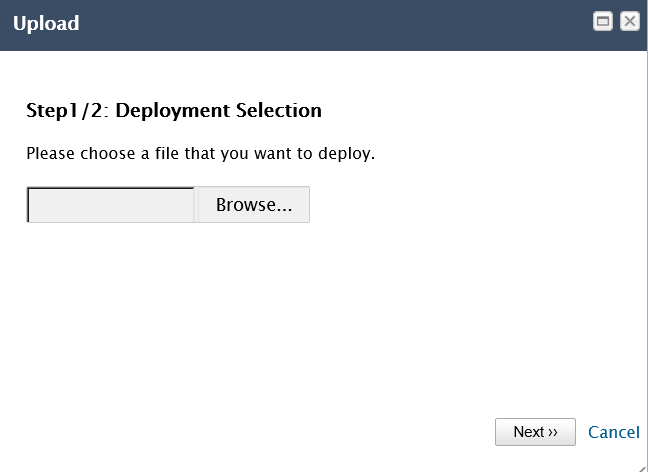 Upload
Step1/2: Deployment Selection
Please choose a file that you want to deploy.
Browse...
Next ››
Cancel